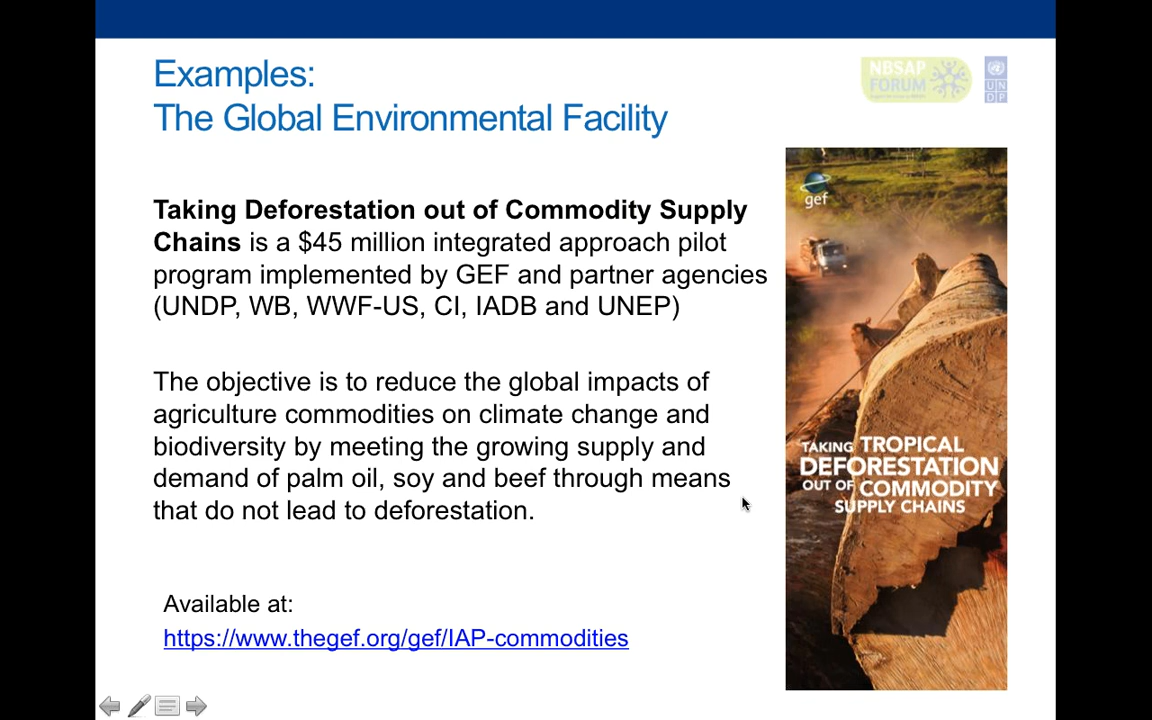 Examples:
The Global Environmental Facility
NBSAP
FORUM
U N
D P
Taking Deforestation out of Commodity Supply
Chains is a $45 million integrated approach pilot
program implemented by GEF and partner agencies
(UNDP, WB, WWF-US, CI, IADB and UNEP)
The objective is to reduce the global impacts of
agriculture commodities on climate change and
biodiversity by meeting the growing supply and
demand of palm oil, soy and beef through means
that do not lead to deforestation.
Available at:
https://www.thegef.org/gef/IAP-commodities
gef
TAKING TROPICAL
DEFORESTATION
OUT OF COMMODITY
SUPPLY CHAINS